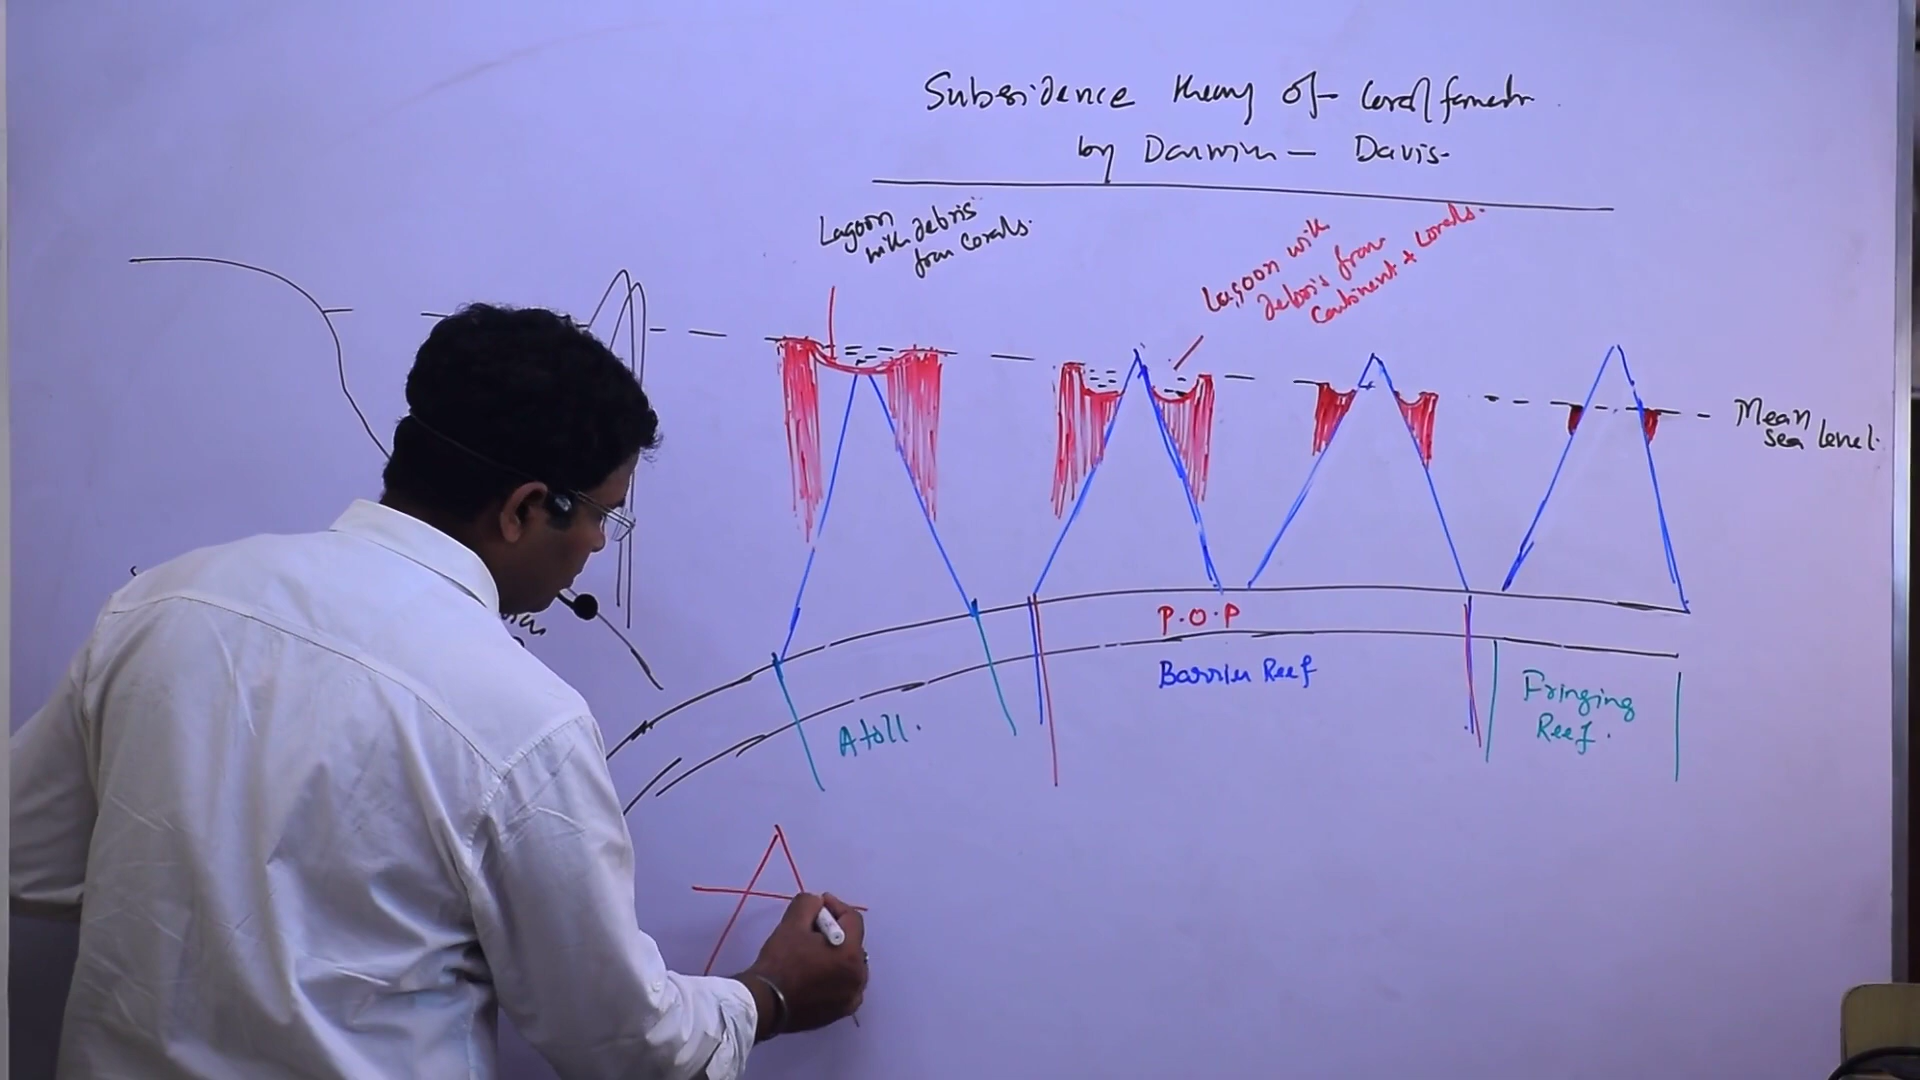 Subsidence theory of Coral formatn
by Darwin - Davis
Lagoon
with debris
from Corals.
Lagoon with
debris from
Continent + Corals.
Mean
sea level.
P.O.P
Barrier Reef
Atoll.
Fringing
Reef.